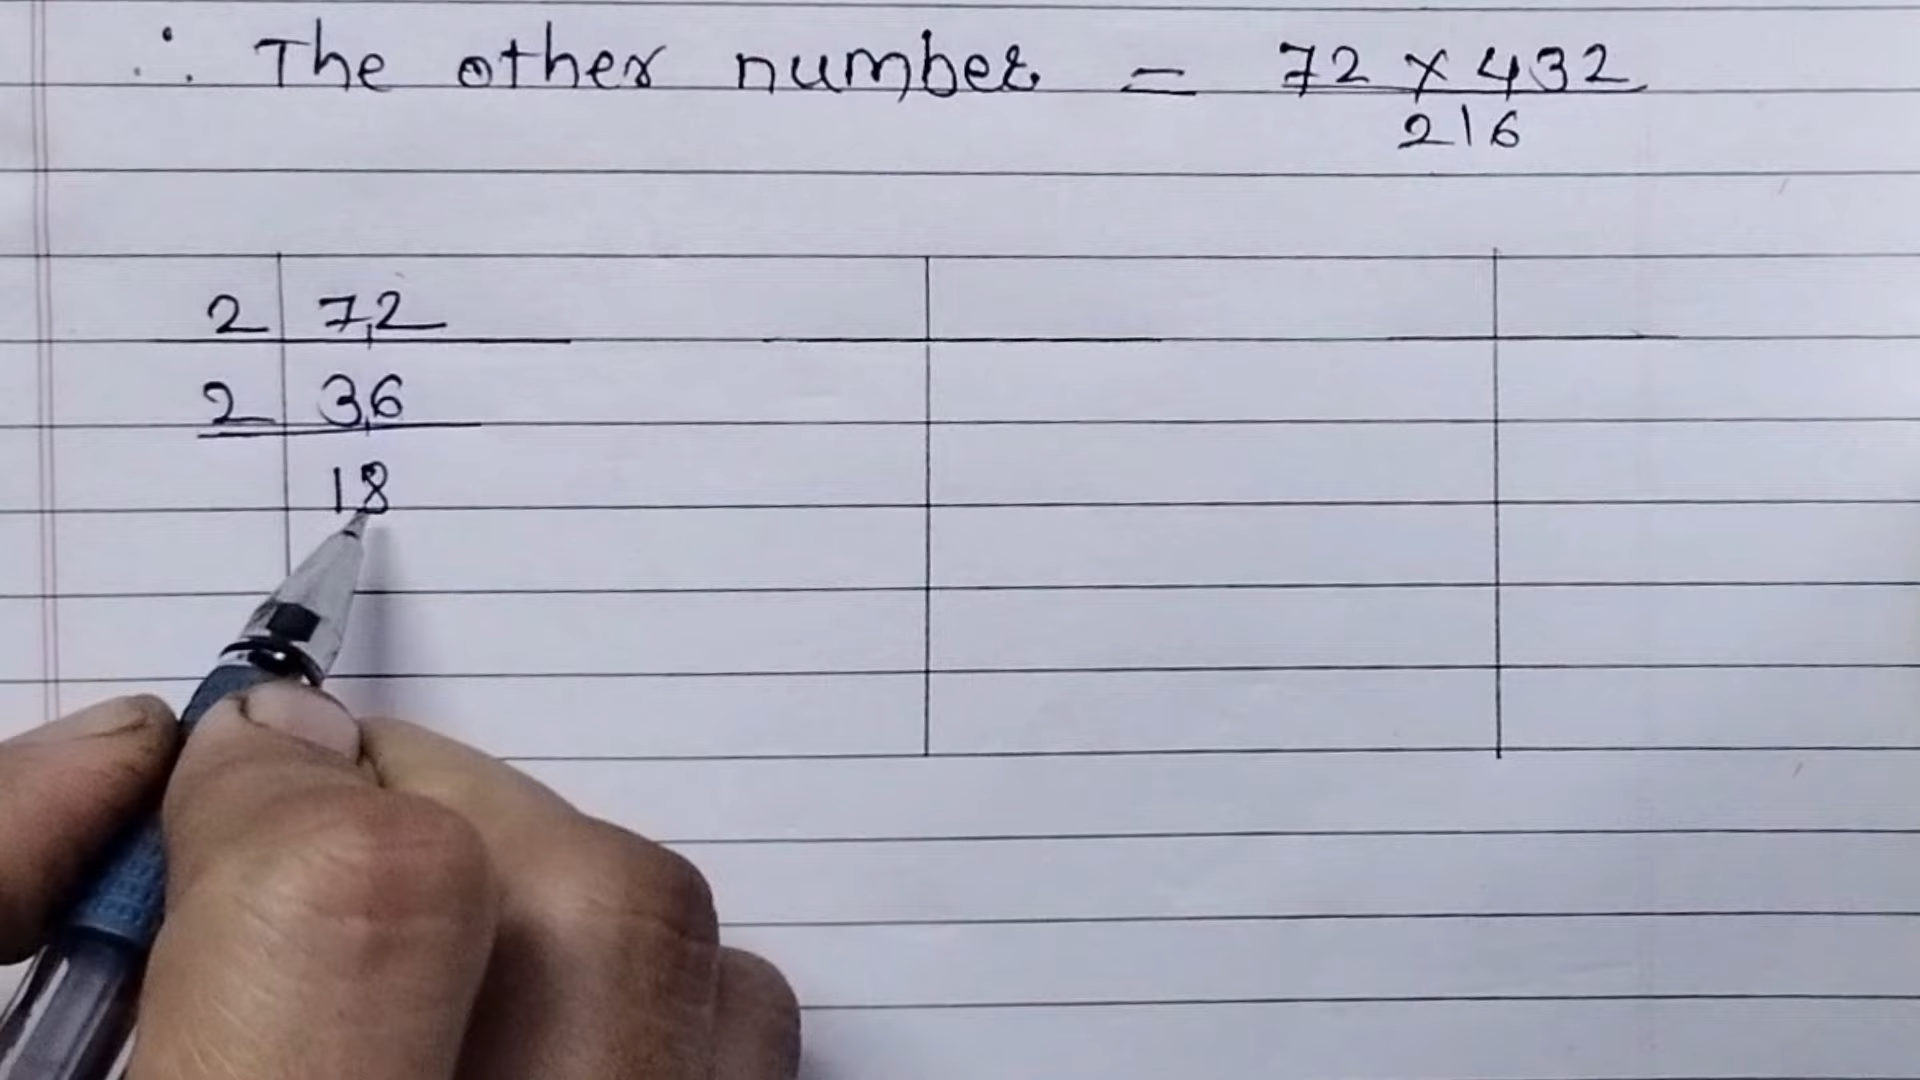 ∴ The other number = 72 × 432
216
2 72
2 36
18